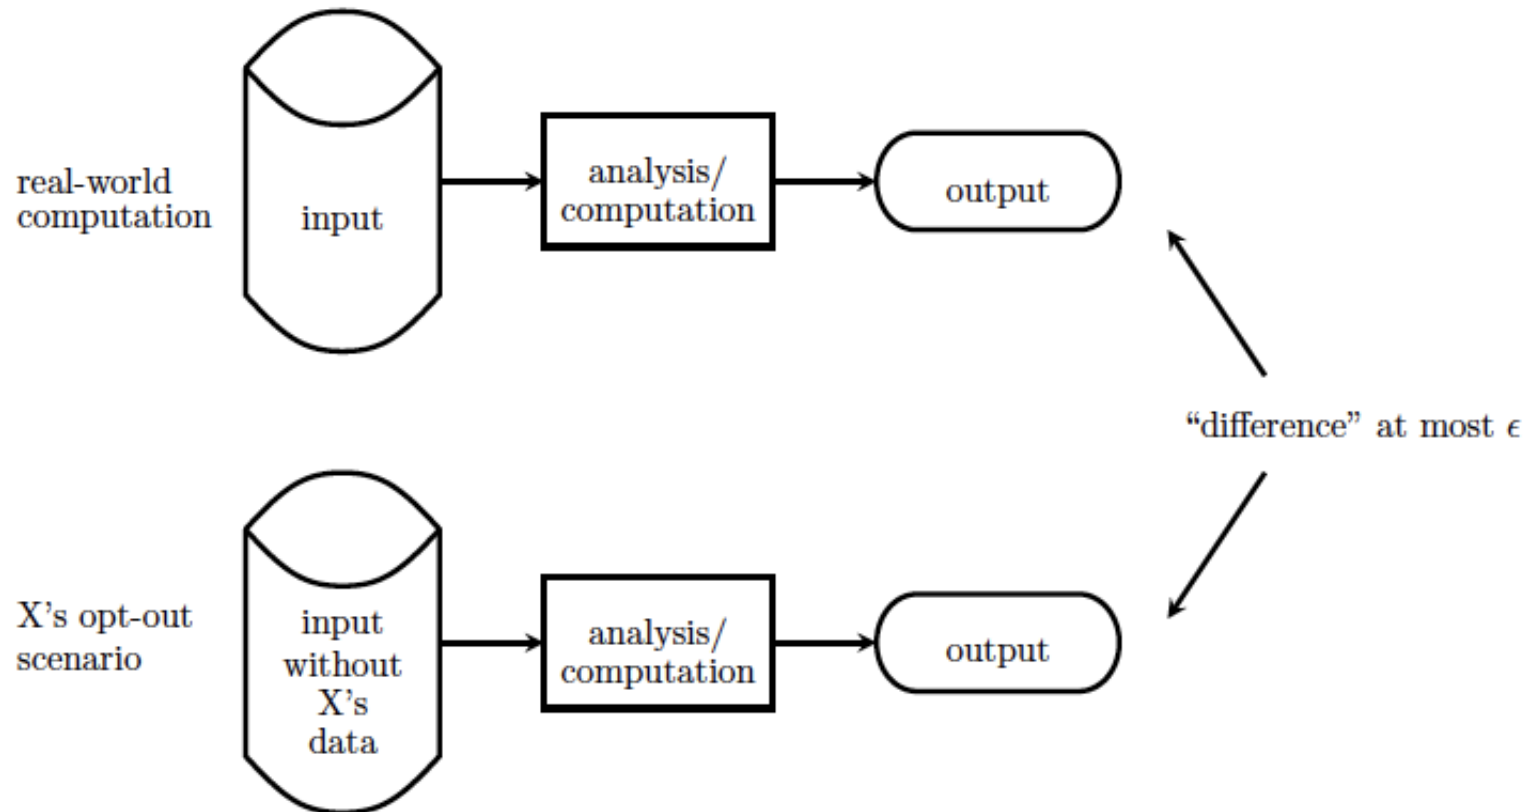 real-world
computation
input
analysis/
computation
output
“difference” at most ϵ
X’s opt-out
scenario
input
without
X’s
data
analysis/
computation
output